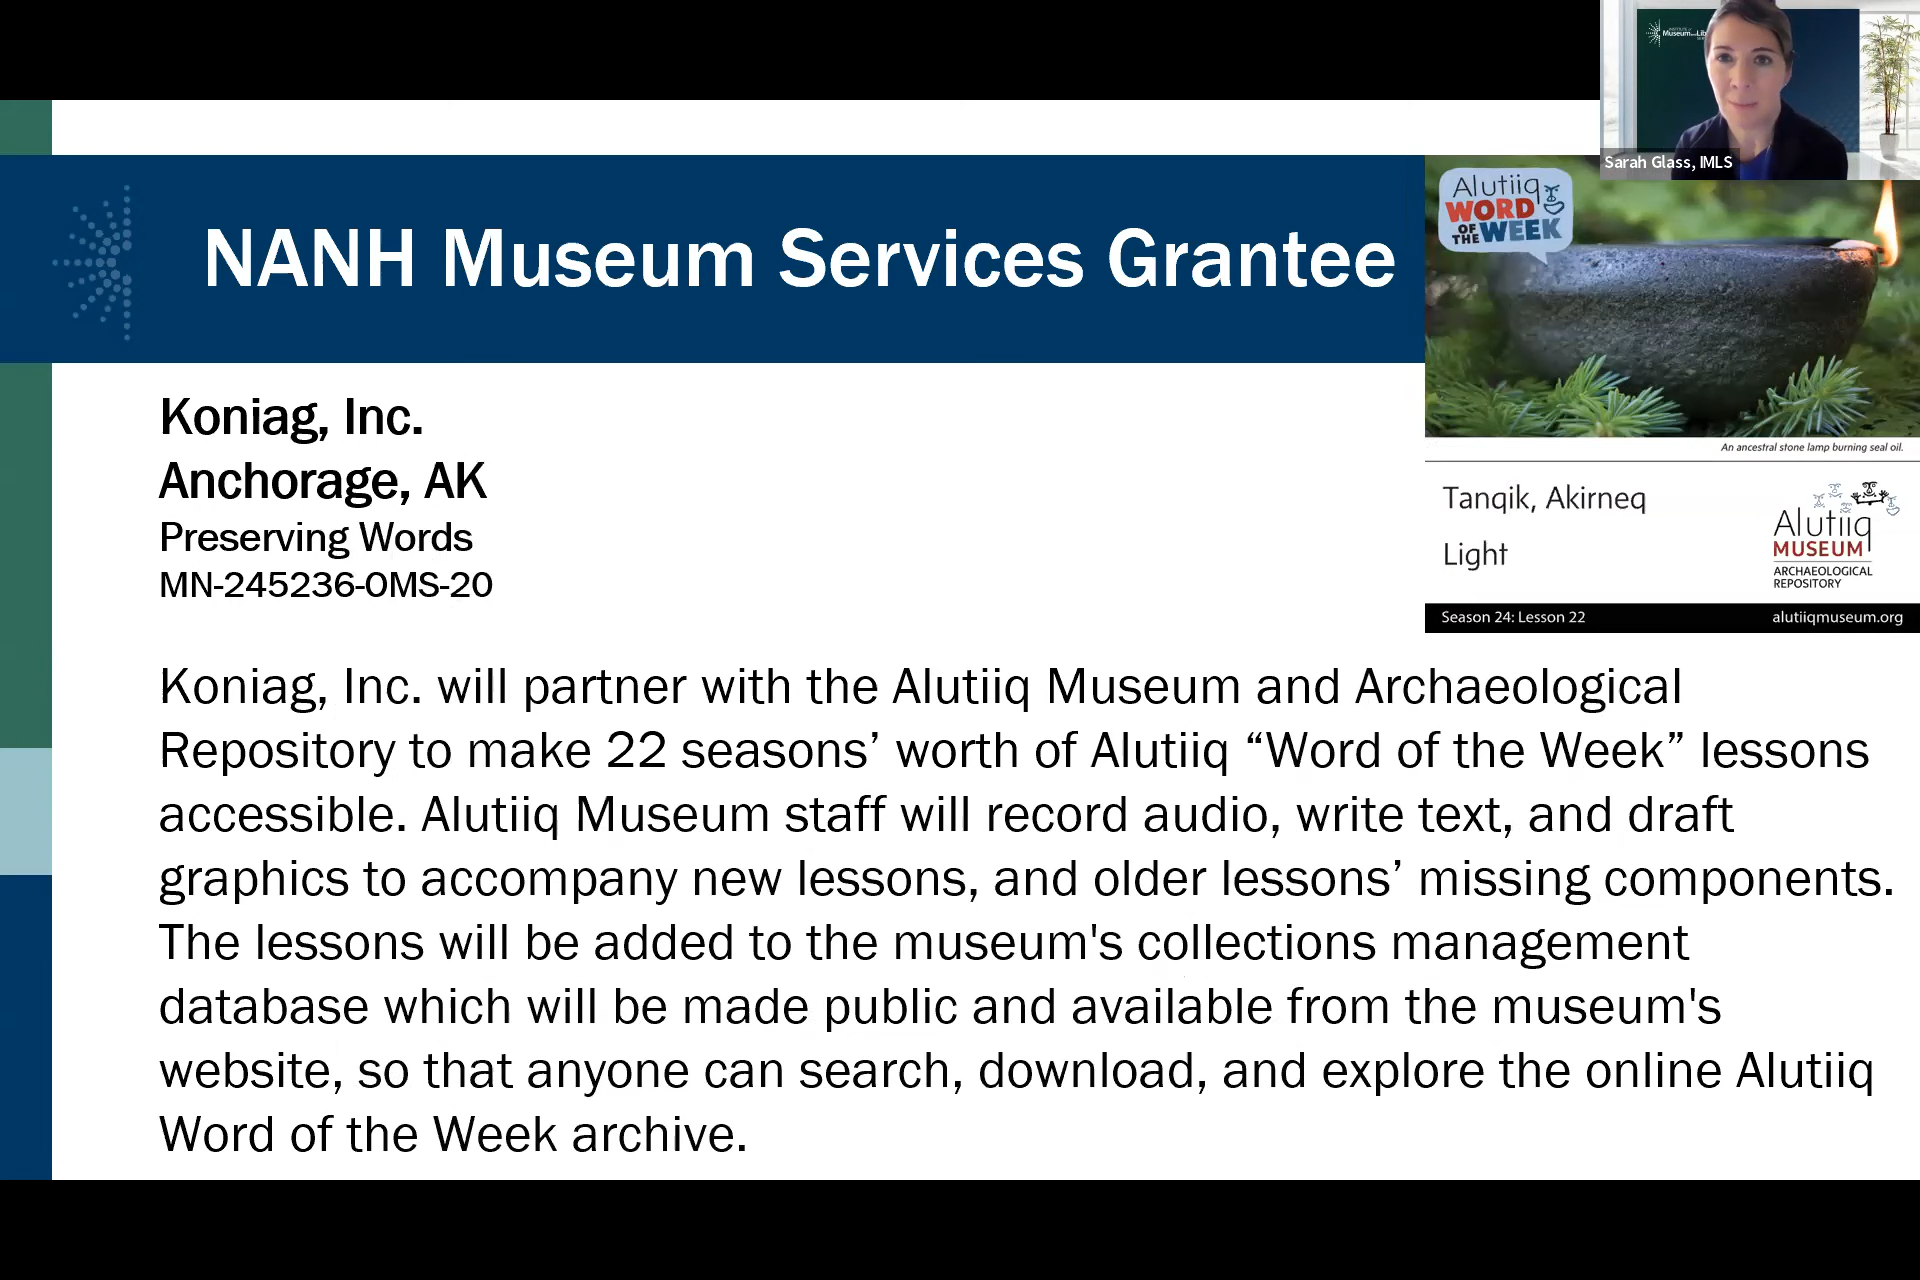 Museum and Lib
Sarah Glass, IMLS
NANH Museum Services Grantee
Alutiiq
WORD
OF
THE WEEK
An ancestral stone lamp burning seal oil.
Tanqik, Akirneq
Light
Alutiiq
MUSEUM
ARCHAEOLOGICAL
REPOSITORY
Season 24: Lesson 22
alutiiqmuseum.org
Koniag, Inc.
Anchorage, AK
Preserving Words
MN-245236-OMS-20
Koniag, Inc. will partner with the Alutiiq Museum and Archaeological
Repository to make 22 seasons’ worth of Alutiiq “Word of the Week” lessons
accessible. Alutiiq Museum staff will record audio, write text, and draft
graphics to accompany new lessons, and older lessons’ missing components.
The lessons will be added to the museum's collections management
database which will be made public and available from the museum's
website, so that anyone can search, download, and explore the online Alutiiq
Word of the Week archive.